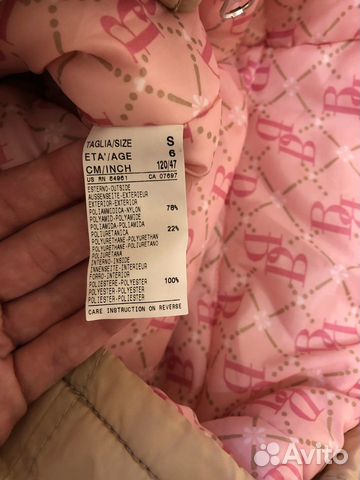 TAGLIA/SIZE S
ETA'/AGE 6
CM/INCH 120/47
US RN 64961 CA 07697
ESTERNO-OUTSIDE
AUSSENSEITE-EXTERIEUR
EXTERIOR-EXTERIOR
POLIAMMIDICA-NYLON 78%
POLYAMID-POLYAMIDE
POLIAMIDA-POLIAMIDA
POLIURETANICA 22%
POLYURETHANE-POLYURETHAN
POLYURETHANE-POLIURETANO
POLIURETANA
INTERNO-INSIDE
INNENSEITE-INTERIEUR
FORRO-INTERIOR
POLIESTERE-POLYESTER 100%
POLYESTER-POLYESTER
POLIESTER-POLIESTER
CARE INSTRUCTION ON REVERSE
Avito